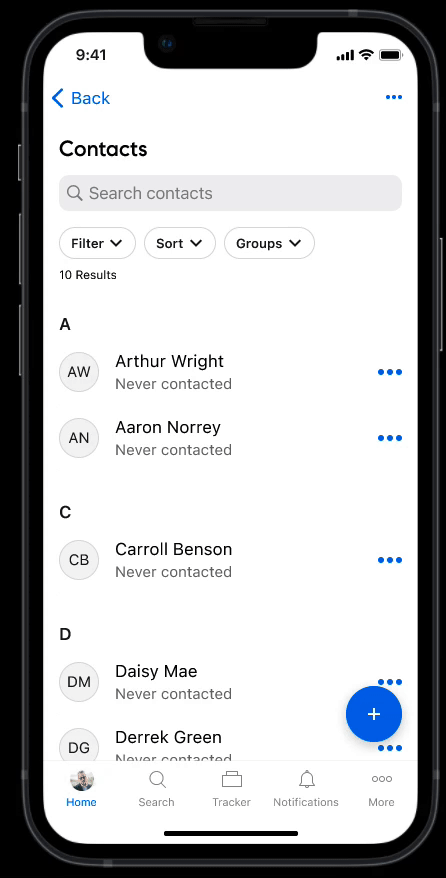 9:41
Back
Contacts
Search contacts
Filter Sort Groups
10 Results
A
AW Arthur Wright
Never contacted
AN Aaron Norrey
Never contacted
C
CB Carroll Benson
Never contacted
D
DM Daisy Mae
Never contacted
DG Derrek Green
Never contacted
Home Search Tracker Notifications More